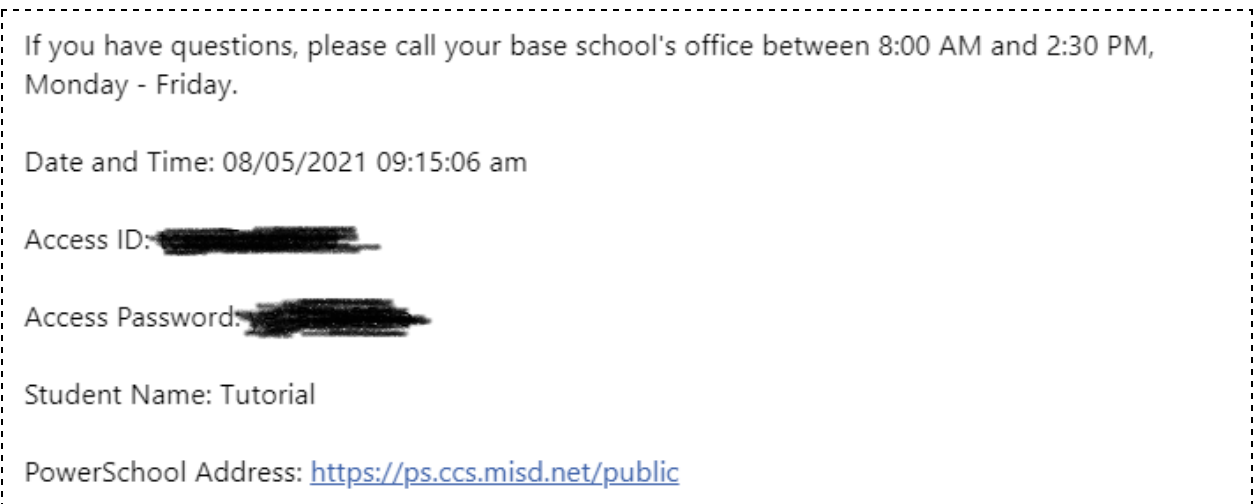 If you have questions, please call your base school's office between 8:00 AM and 2:30 PM,
Monday - Friday.
Date and Time: 08/05/2021 09:15:06 am
Access ID:
Access Password:
Student Name: Tutorial
PowerSchool Address: https://ps.ccs.misd.net/public